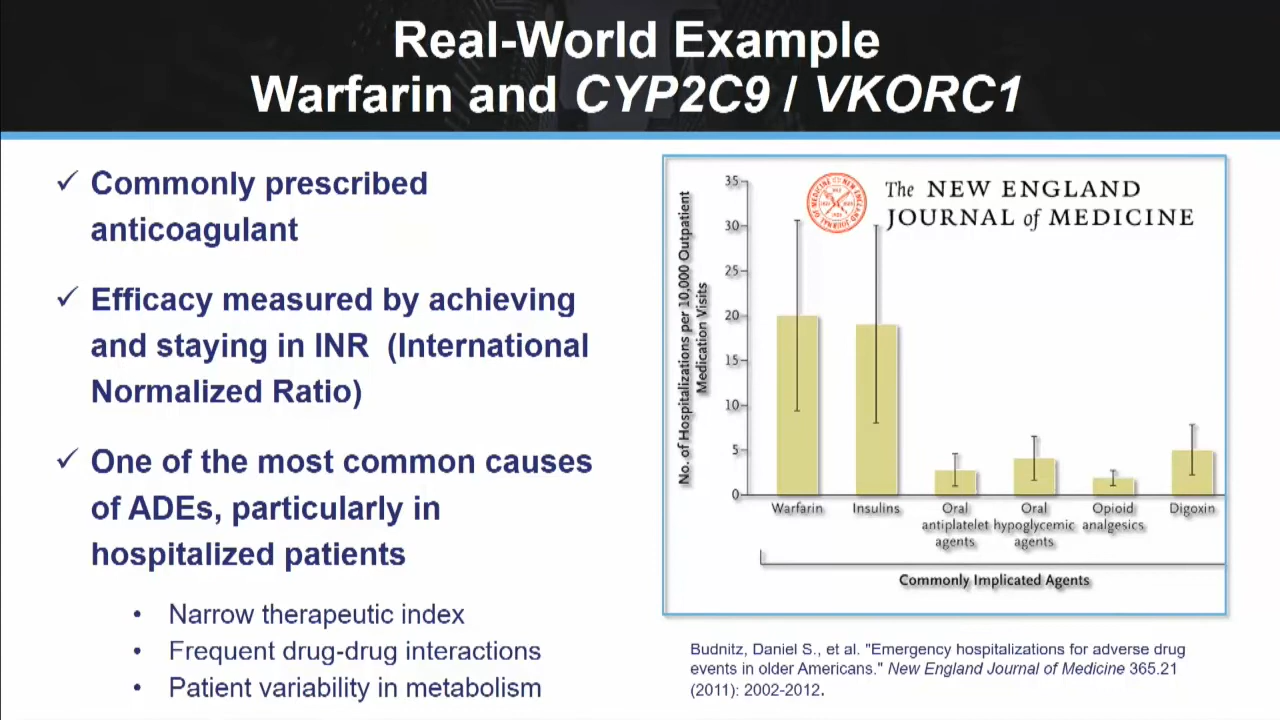 Real-World Example
Warfarin and CYP2C9 / VKORC1
✓ Commonly prescribed
anticoagulant
✓ Efficacy measured by achieving
and staying in INR (International
Normalized Ratio)
✓ One of the most common causes
of ADEs, particularly in
hospitalized patients
• Narrow therapeutic index
• Frequent drug-drug interactions
• Patient variability in metabolism
The NEW ENGLAND
JOURNAL of MEDICINE
No. of Hospitalizations per 10,000 Outpatient
Medication Visits
35
30
25
20
15
10
5
0
Warfarin
Insulins
Oral
antiplatelet
agents
Oral
hypoglycemic
agents
Opioid
analgesics
Digoxin
Commonly Implicated Agents
Budnitz, Daniel S., et al. "Emergency hospitalizations for adverse drug
events in older Americans." New England Journal of Medicine 365.21
(2011): 2002-2012.